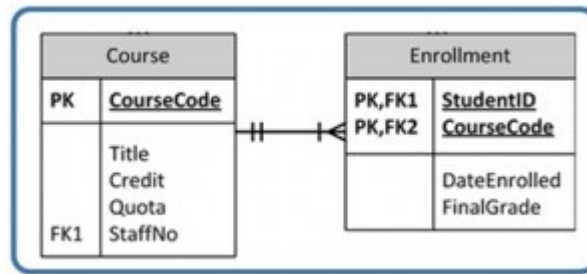 Course
PK CourseCode
Title
Credit
Quota
FK1 StaffNo
Enrollment
PK,FK1 StudentID
PK,FK2 CourseCode
DateEnrolled
FinalGrade